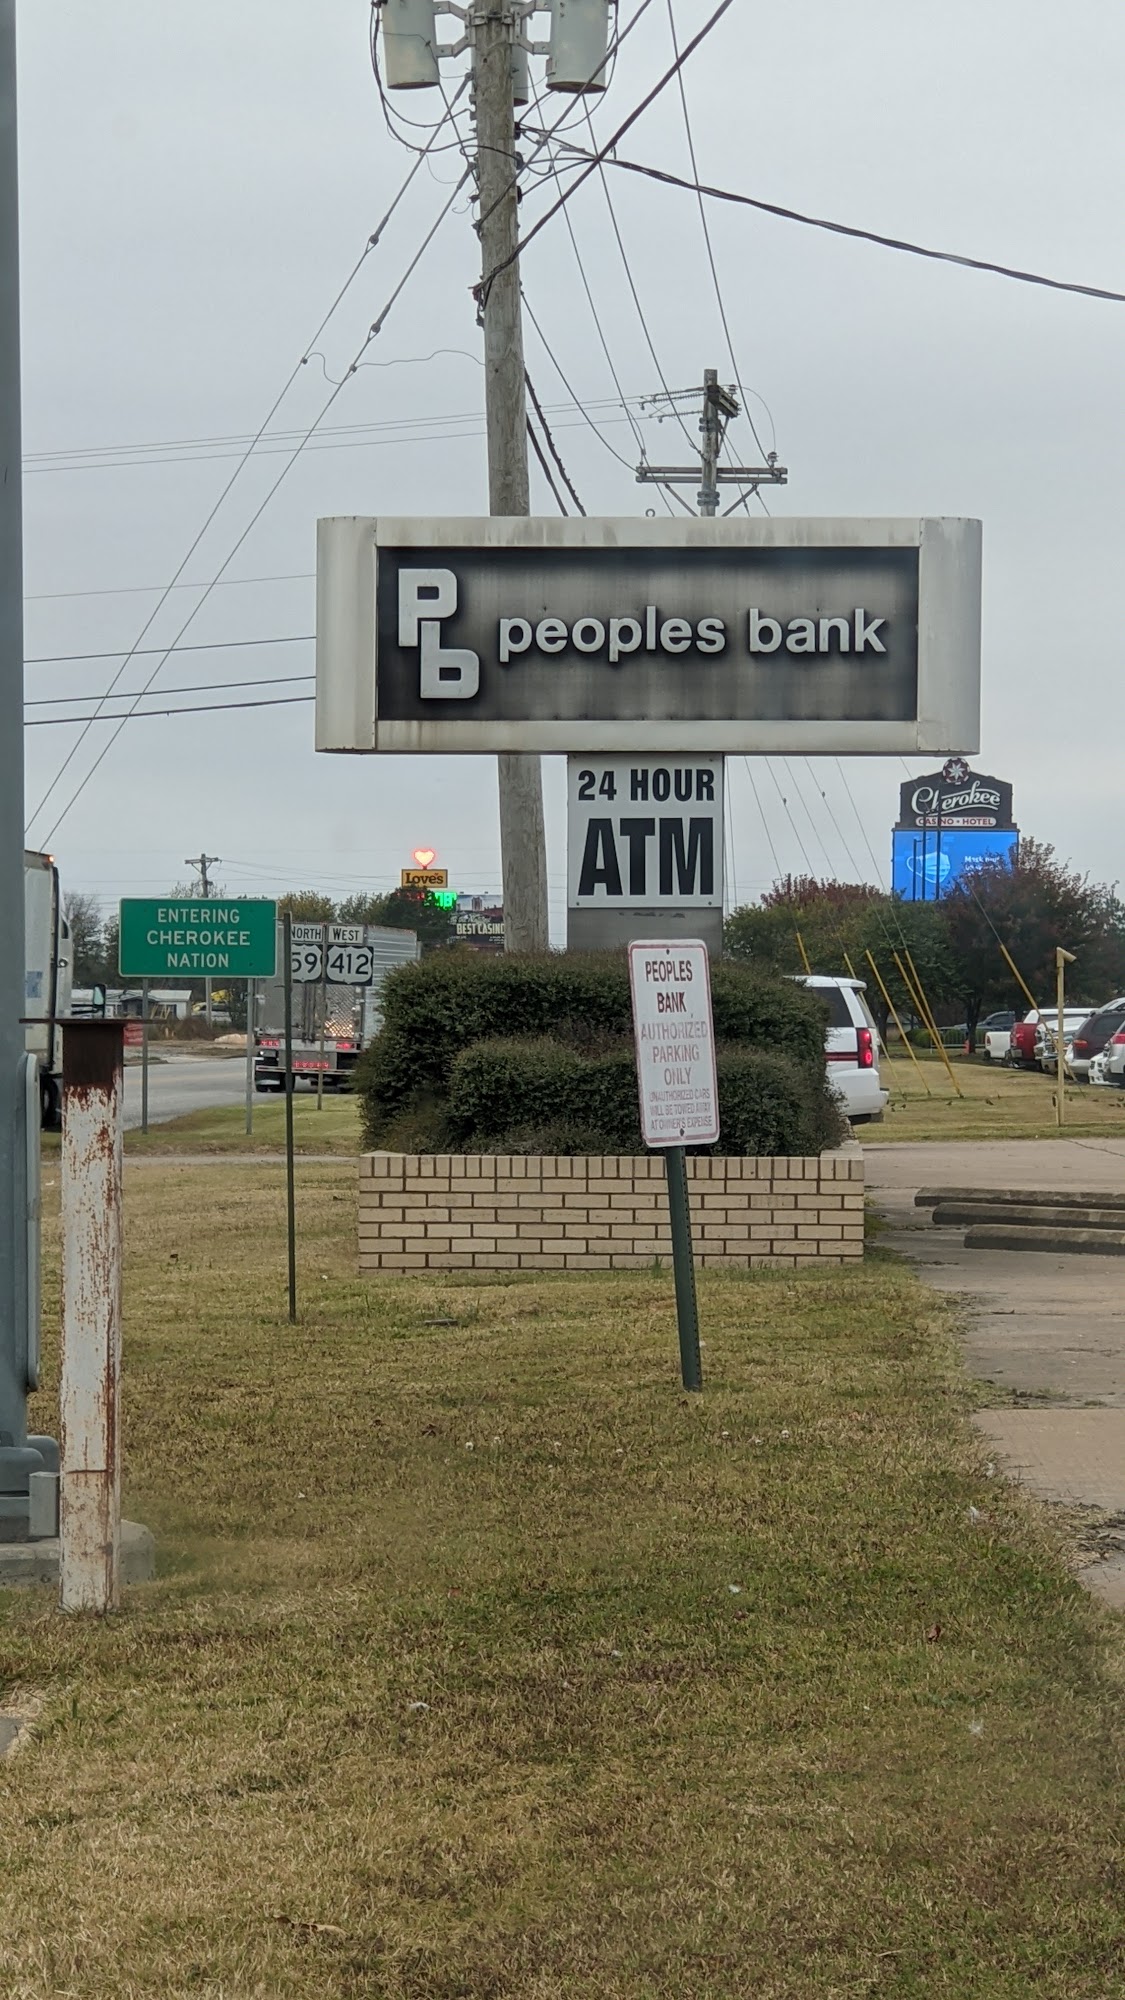 Pb peoples bank
24 HOUR
ATM
Cherokee
CASINO • HOTEL
Love's
BEST CASINO
ENTERING
CHEROKEE
NATION
NORTH
59
WEST
412
PEOPLES
BANK
AUTHORIZED
PARKING
ONLY
UNAUTHORIZED CARS
WILL BE TOWED AWAY
AT OWNER'S EXPENSE